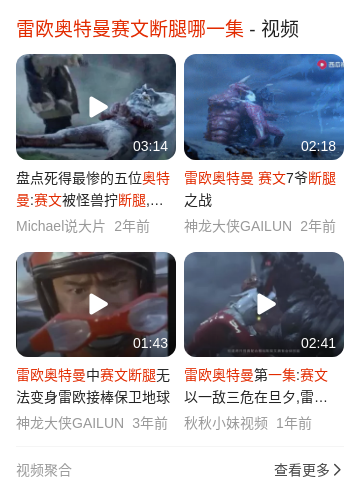 雷欧奥特曼赛文断腿哪一集 - 视频
03:14
02:18
盘点死得最惨的五位奥特
曼:赛文被怪兽拧断腿,...
Michael说大片 2年前
雷欧奥特曼 赛文7爷断腿
之战
神龙大侠GAILUN 2年前
01:43
02:41
雷欧奥特曼中赛文断腿无
法变身雷欧接棒保卫地球
神龙大侠GAILUN 3年前
雷欧奥特曼第一集:赛文
以一敌三危在旦夕,雷...
秋秋小妹视频 1年前
视频聚合
查看更多